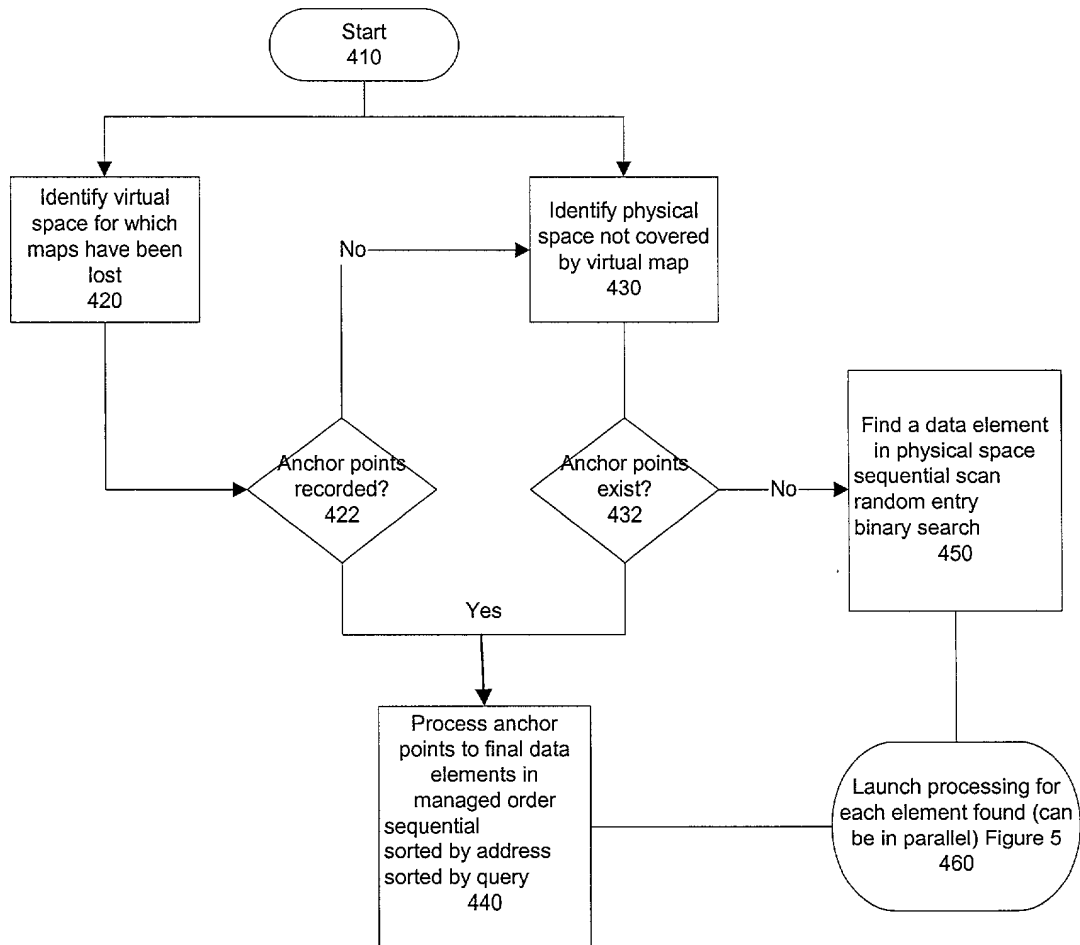 Start
410
Identify virtual
space for which
maps have been
lost
420
Identify physical
space not covered
by virtual map
430
No
Anchor points
recorded?
422
Anchor points
exist?
432
No
Find a data element
in physical space
sequential scan
random entry
binary search
450
Yes
Process anchor
points to final data
elements in
managed order
sequential
sorted by address
sorted by query
440
Launch processing for
each element found (can
be in parallel) Figure 5
460